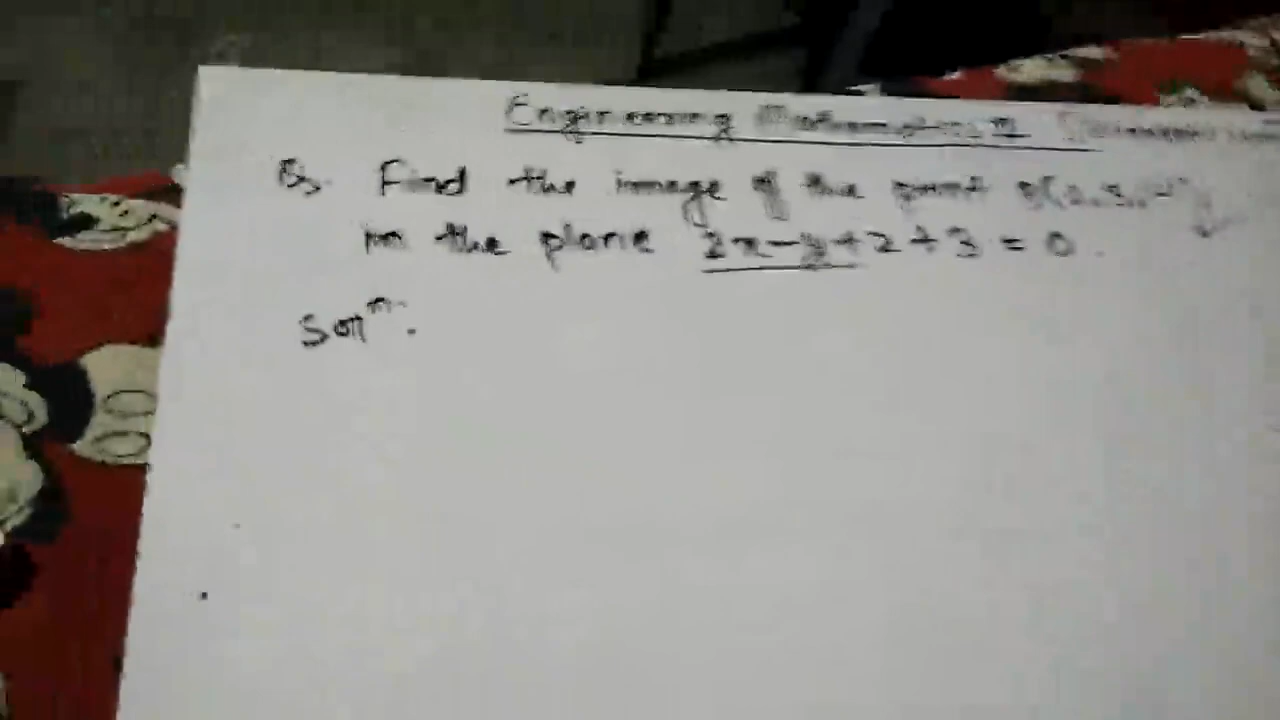 Engineering
Q. Find the image of the point
in the plane 2x-y+z+3=0.
Solⁿ.